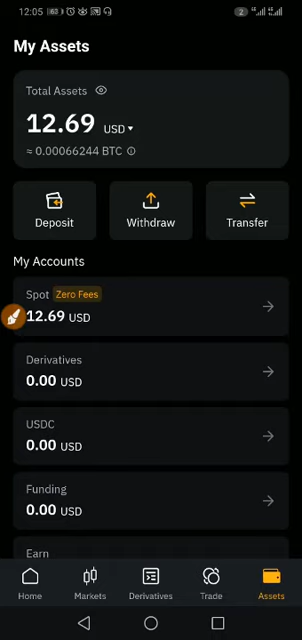 12:05
63
2
My Assets
Total Assets
12.69 USD
≈ 0.00066244 BTC
Deposit Withdraw Transfer
My Accounts
Spot Zero Fees
12.69 USD
Derivatives
0.00 USD
USDC
0.00 USD
Funding
0.00 USD
Earn
Home Markets Derivatives Trade Assets